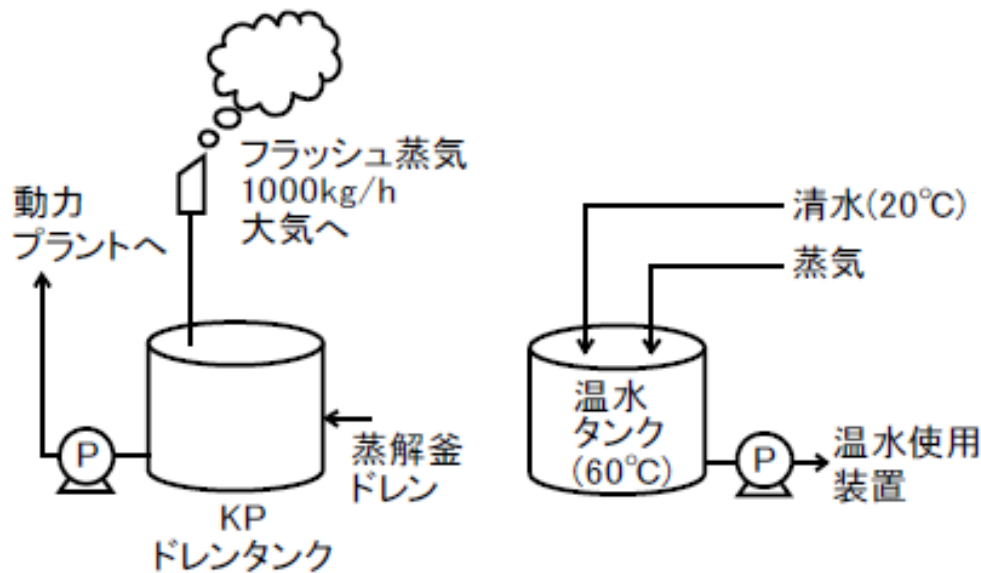 フラッシュ蒸気
1000kg/h
大気へ
動力
プラントへ
P
蒸解釜
ドレン
KP
ドレンタンク
清水(20℃)
蒸気
温水
タンク
(60℃)
P
温水使用
装置